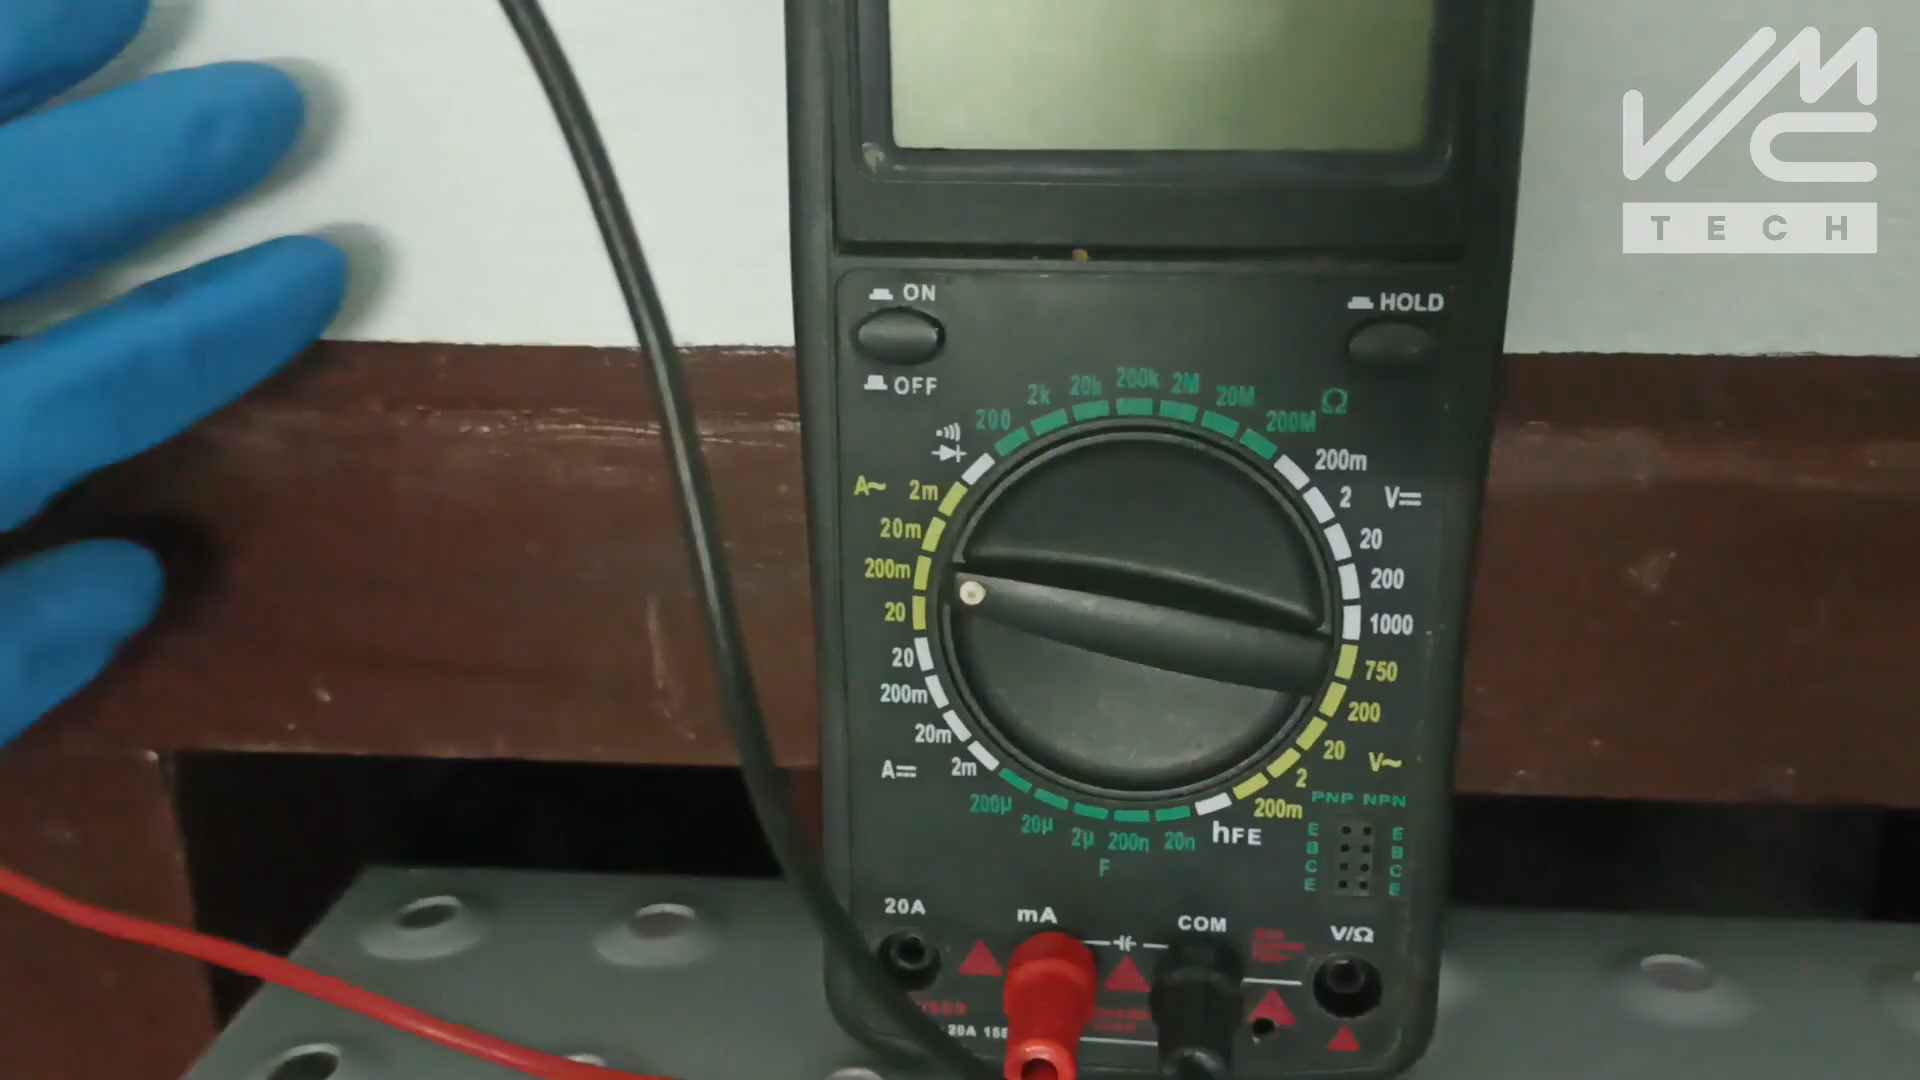 VMC
TECH
ON
HOLD
OFF
200 2k 20k 200k 2M 20M 200M Ω
A~ 2m
20m
200m
20
20
200m
20m
A⎓ 2m
200m
2 V⎓
20
200
1000
750
200
20 V~
2
200m
200µ 20µ 2µ 200n 20n
F
hFE
PNP NPN
E E
B B
C C
E E
20A mA COM V/Ω
20A